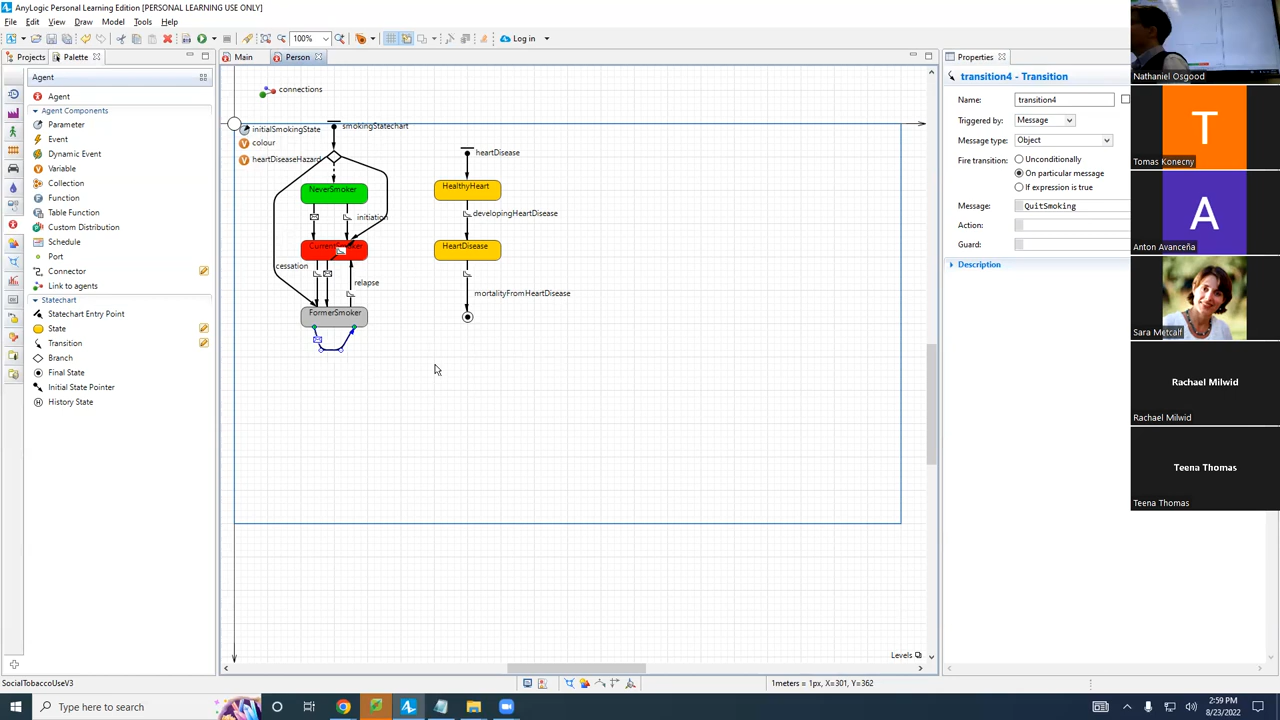 AnyLogic Personal Learning Edition [PERSONAL LEARNING USE ONLY]
File Edit View Draw Model Tools Help
100%
Log in
Projects Palette
Agent
Agent
Agent Components
Parameter
Event
Dynamic Event
Variable
Collection
Function
Table Function
Custom Distribution
Schedule
Port
Connector
Link to agents
Statechart
Statechart Entry Point
State
Transition
Branch
Final State
Initial State Pointer
History State
Main Person
connections
initialSmokingState
colour
heartDiseaseHazard
smokingStatechart
NeverSmoker
initiation
CurrentSmoker
cessation
relapse
FormerSmoker
heartDisease
HealthyHeart
developingHeartDisease
HeartDisease
mortalityFromHeartDisease
Levels
Properties
transition4 - Transition
Name: transition4
Triggered by: Message
Message type: Object
Fire transition: Unconditionally
On particular message
If expression is true
Message: QuitSmoking
Action:
Guard:
Description
Nathaniel Osgood
T
Tomas Konecny
A
Anton Avanceña
Sara Metcalf
Rachael Milwid
Rachael Milwid
Teena Thomas
Teena Thomas
SocialTobaccoUseV3
1meters = 1px, X=301, Y=362
Type here to search
2:59 PM
8/23/2022